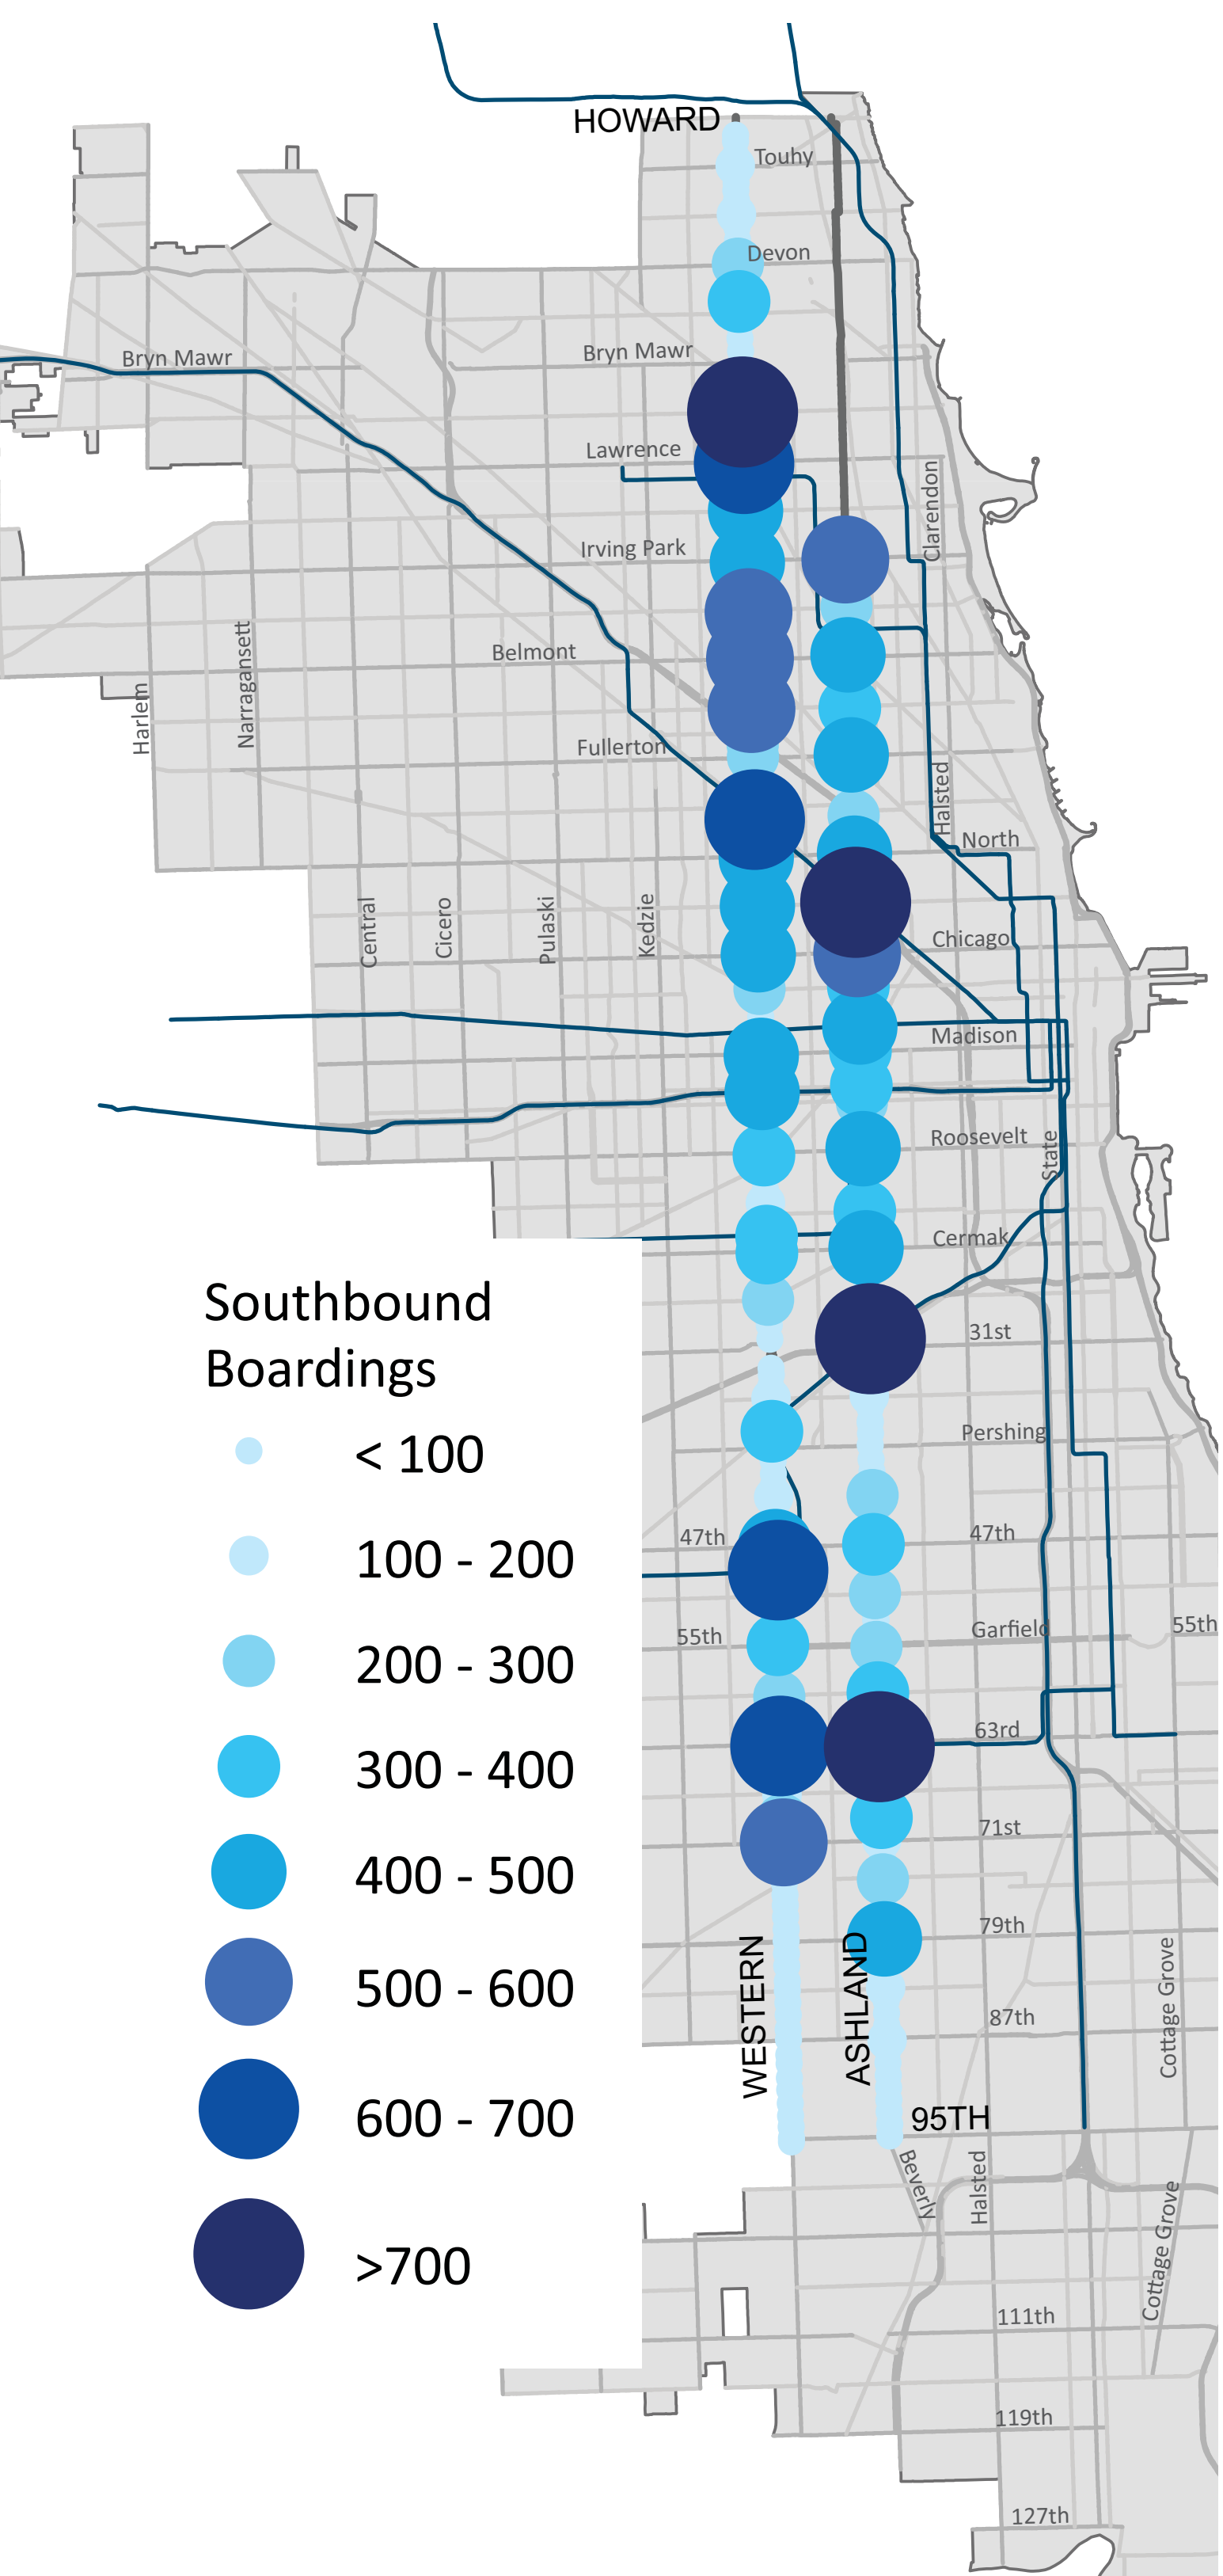 HOWARD
Touhy
Devon
Bryn Mawr
Bryn Mawr
Lawrence
Clarendon
Irving Park
Narragansett
Belmont
Harlem
Fullerton
Halsted
North
Central
Cicero
Pulaski
Kedzie
Chicago
Madison
Roosevelt
State
Cermak
31st
Pershing
47th
47th
55th
Garfield
55th
63rd
71st
79th
WESTERN
ASHLAND
87th
Cottage Grove
95TH
Beverly
Halsted
Cottage Grove
111th
119th
127th
Southbound
Boardings
< 100
100 - 200
200 - 300
300 - 400
400 - 500
500 - 600
600 - 700
>700